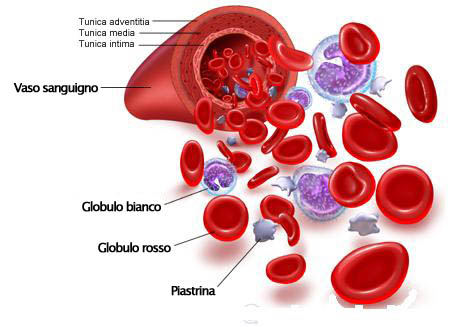 Tunica adventitia
Tunica media
Tunica intima
Vaso sanguigno
Globulo bianco
Globulo rosso
Piastrina